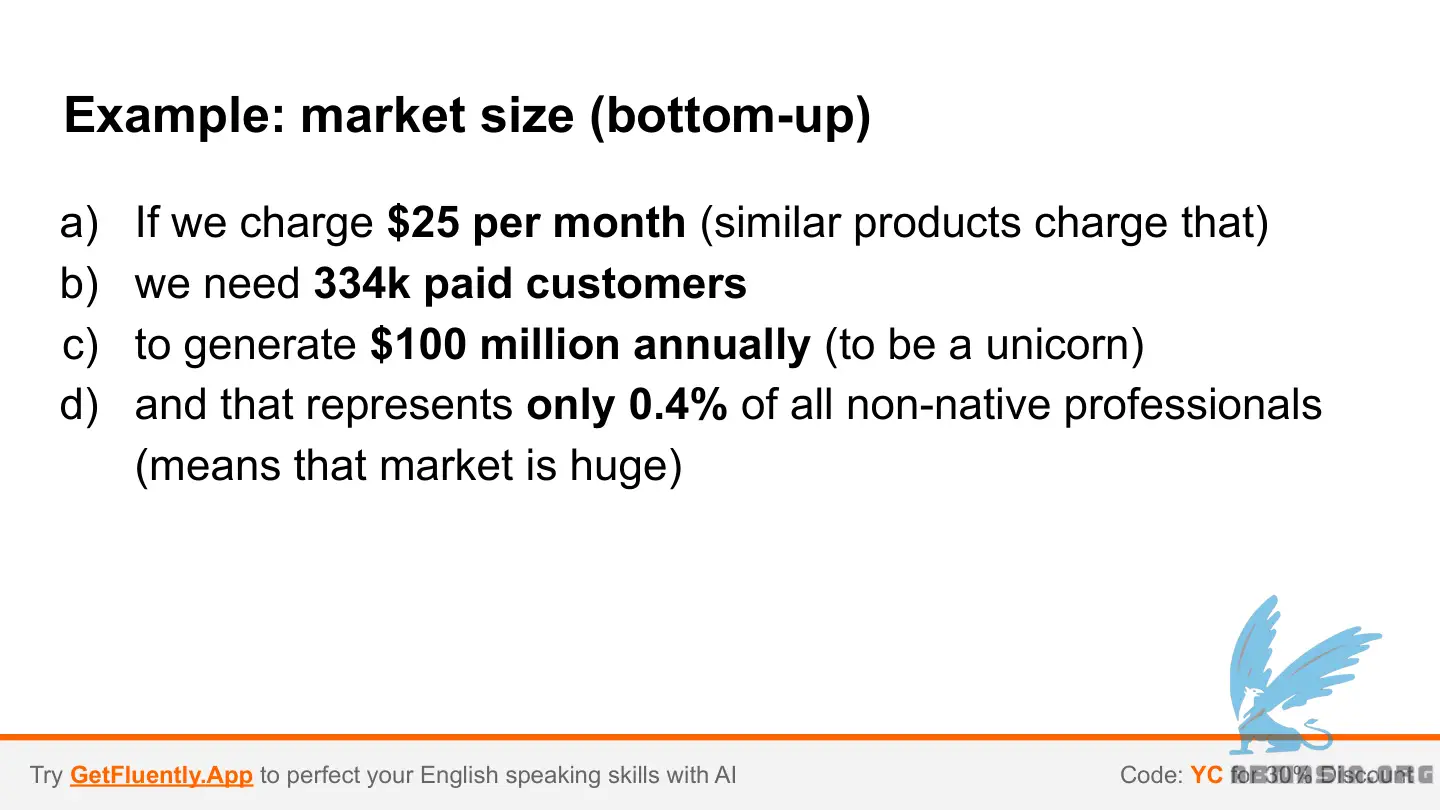 Example: market size (bottom-up)
a) If we charge $25 per month (similar products charge that)
b) we need 334k paid customers
c) to generate $100 million annually (to be a unicorn)
d) and that represents only 0.4% of all non-native professionals
(means that market is huge)
Try GetFluently.App to perfect your English speaking skills with AI
Code: YC for 30% Discount